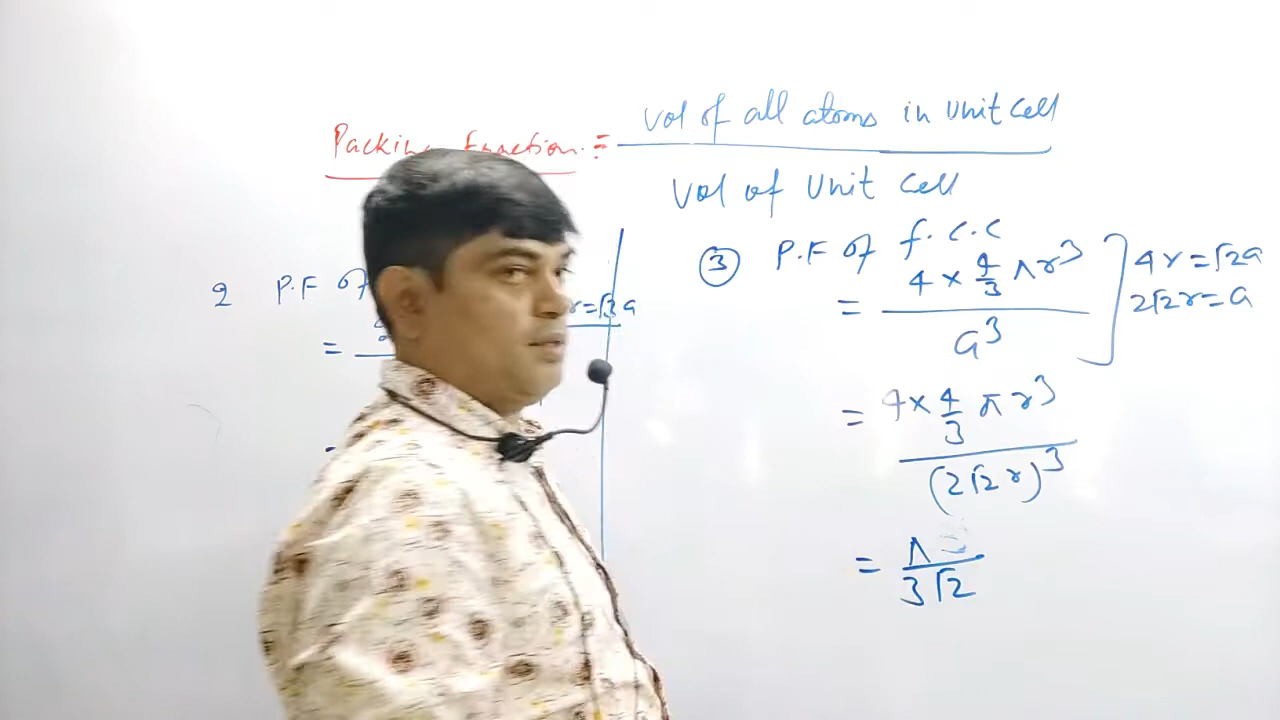 Packing Fraction = Vol of all atoms in Unit Cell
Vol of Unit Cell
2 P.F of
r=√3 a
=
③ P.F of f.c.c
= 4 × 4/3 πr³
a³
4r=√2a
2√2r=a
= 4 × 4/3 πr³
(2√2r)³
= π
3√2